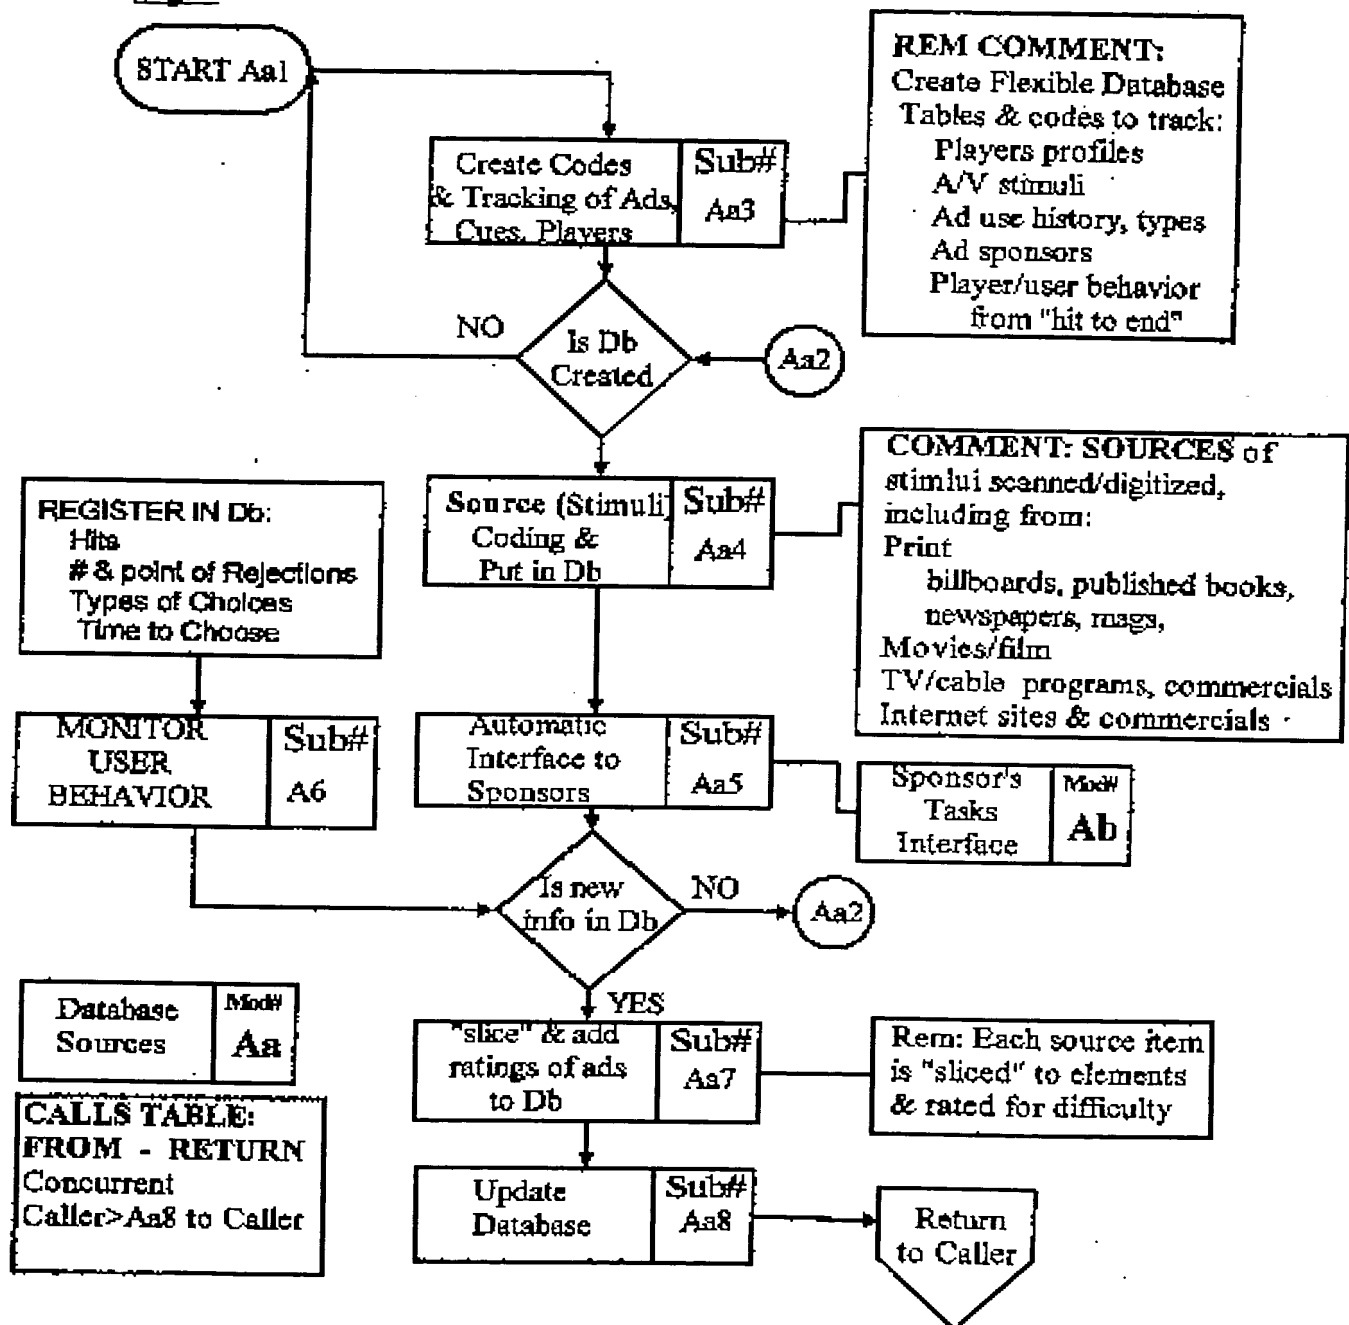 START Aa1
REM COMMENT:
Create Flexible Database
Tables & codes to track:
Players profiles
A/V stimuli
Ad use history, types
Ad sponsors
Player/user behavior
from "hit to end"
Create Codes
& Tracking of Ads,
Cues, Players
Sub#
Aa3
NO
Is Db
Created
Aa2
COMMENT: SOURCES of
stimlui scanned/digitized,
including from:
Print
billboards, published books,
newspapers, mags,
Movies/film
TV/cable programs, commercials
Internet sites & commercials
Source (Stimuli)
Coding &
Put in Db
Sub#
Aa4
REGISTER IN Db:
Hits
# & point of Rejections
Types of Choices
Time to Choose
MONITOR
USER
BEHAVIOR
Sub#
A6
Automatic
Interface to
Sponsors
Sub#
Aa5
Sponsor's
Tasks
Interface
Mod#
Ab
Is new
info in Db
NO
Aa2
YES
Database
Sources
Mod#
Aa
"slice" & add
ratings of ads
to Db
Sub#
Aa7
Rem: Each source item
is "sliced" to elements
& rated for difficulty
CALLS TABLE:
FROM - RETURN
Concurrent
Caller>Aa8 to Caller
Update
Database
Sub#
Aa8
Return
to Caller